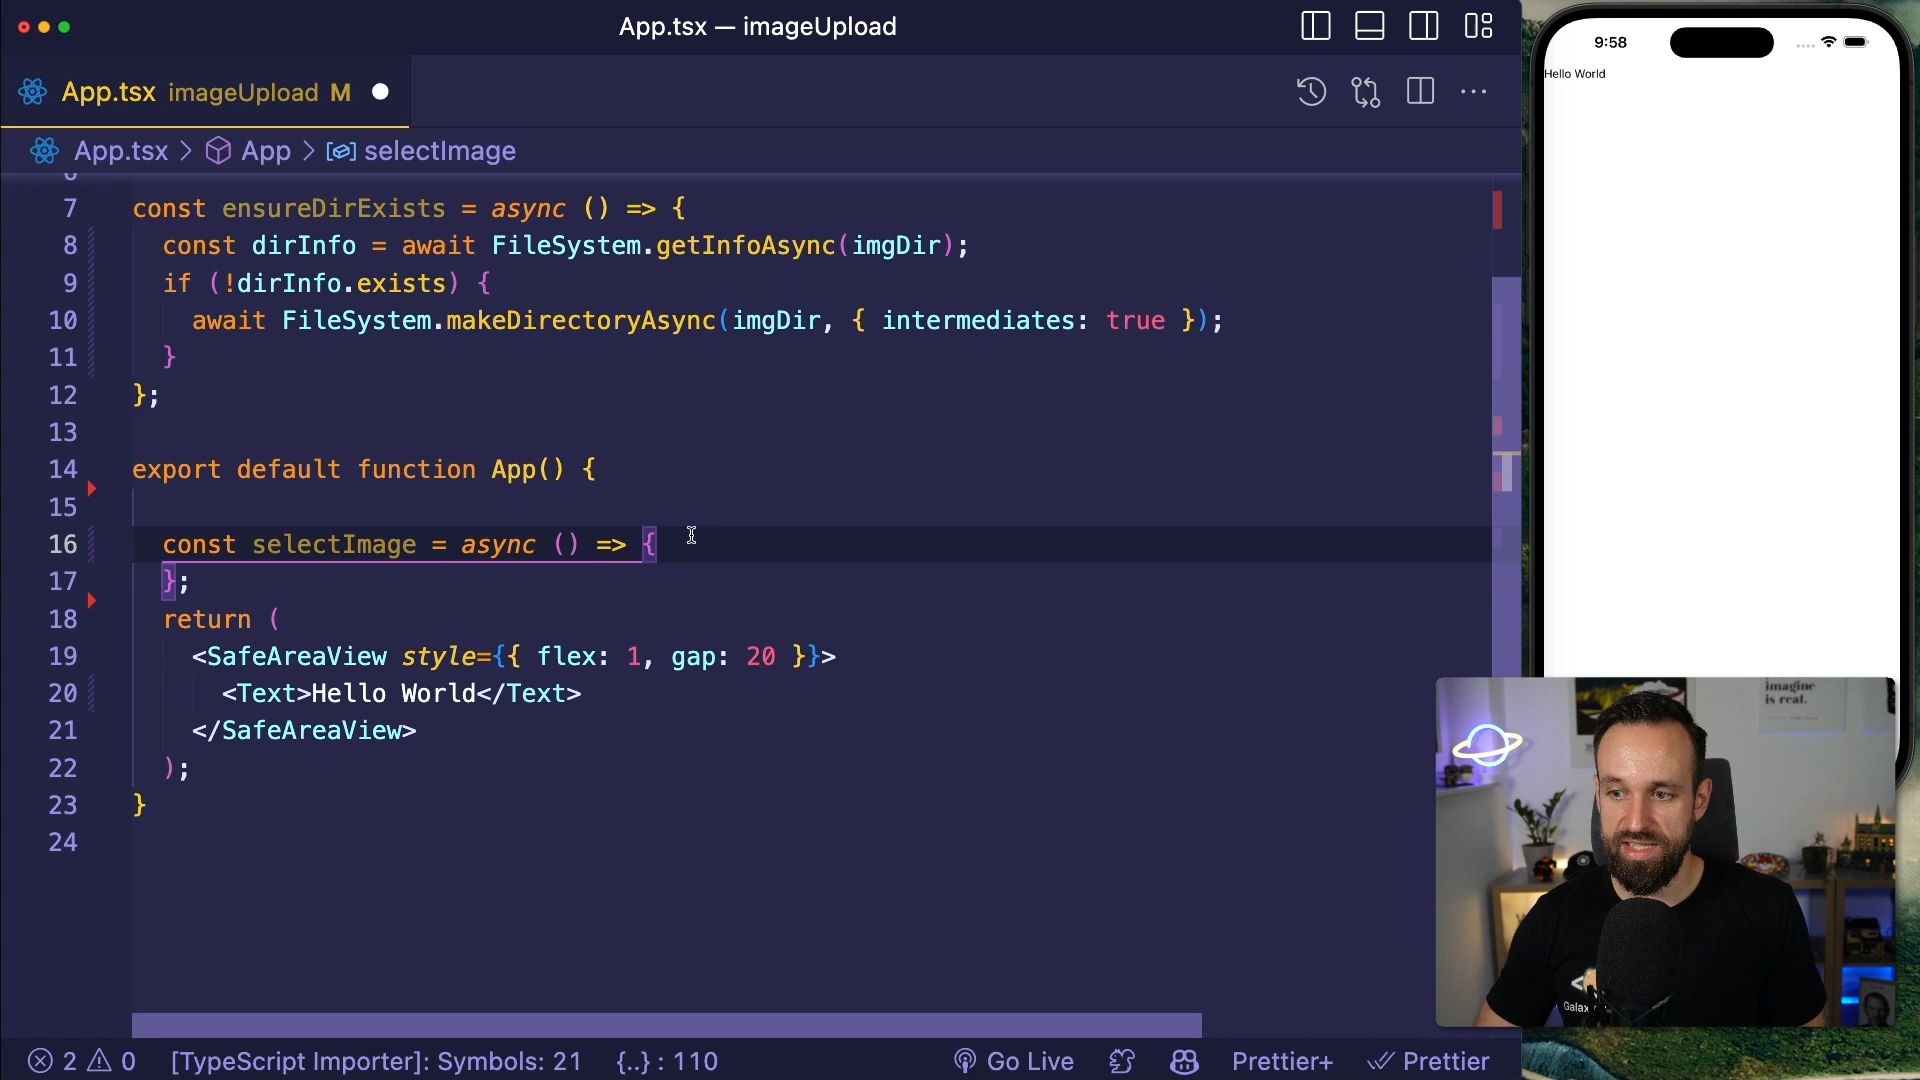 App.tsx — imageUpload
App.tsx imageUpload M
App.tsx > App > selectImage
6
7 const ensureDirExists = async () => {
8 const dirInfo = await FileSystem.getInfoAsync(imgDir);
9 if (!dirInfo.exists) {
10 await FileSystem.makeDirectoryAsync(imgDir, { intermediates: true });
11 }
12 };
13
14 export default function App() {
15
16 const selectImage = async () => {
17 };
18 return (
19 <SafeAreaView style={{ flex: 1, gap: 20 }}>
20 <Text>Hello World</Text>
21 </SafeAreaView>
22 );
23 }
24
2 0 [TypeScript Importer]: Symbols: 21 {..} : 110 Go Live Prettier+ Prettier
9:58
Hello World
imagine
is real.
Galax